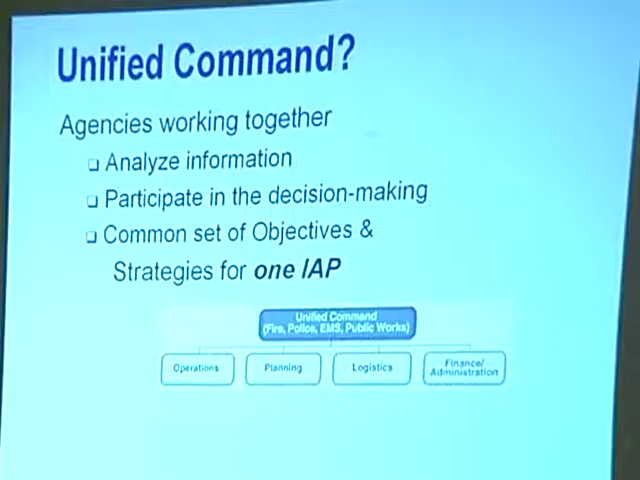 Unified Command?
Agencies working together
❑ Analyze information
❑ Participate in the decision-making
❑ Common set of Objectives &
Strategies for one IAP
Unified Command
(Fire, Police, EMS, Public Works)
Operations
Planning
Logistics
Finance/
Administration